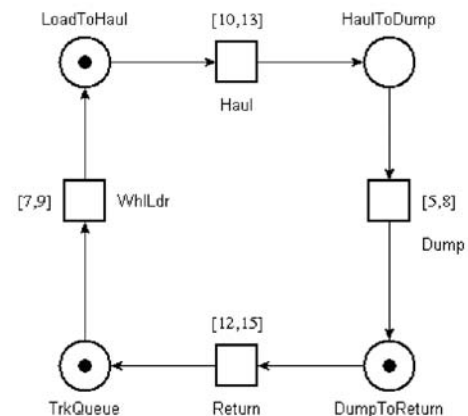 LoadToHaul
[10,13]
HaulToDump
Haul
[7,9]
WhlLdr
[5,8]
Dump
[12,15]
TrkQueue
Return
DumpToReturn